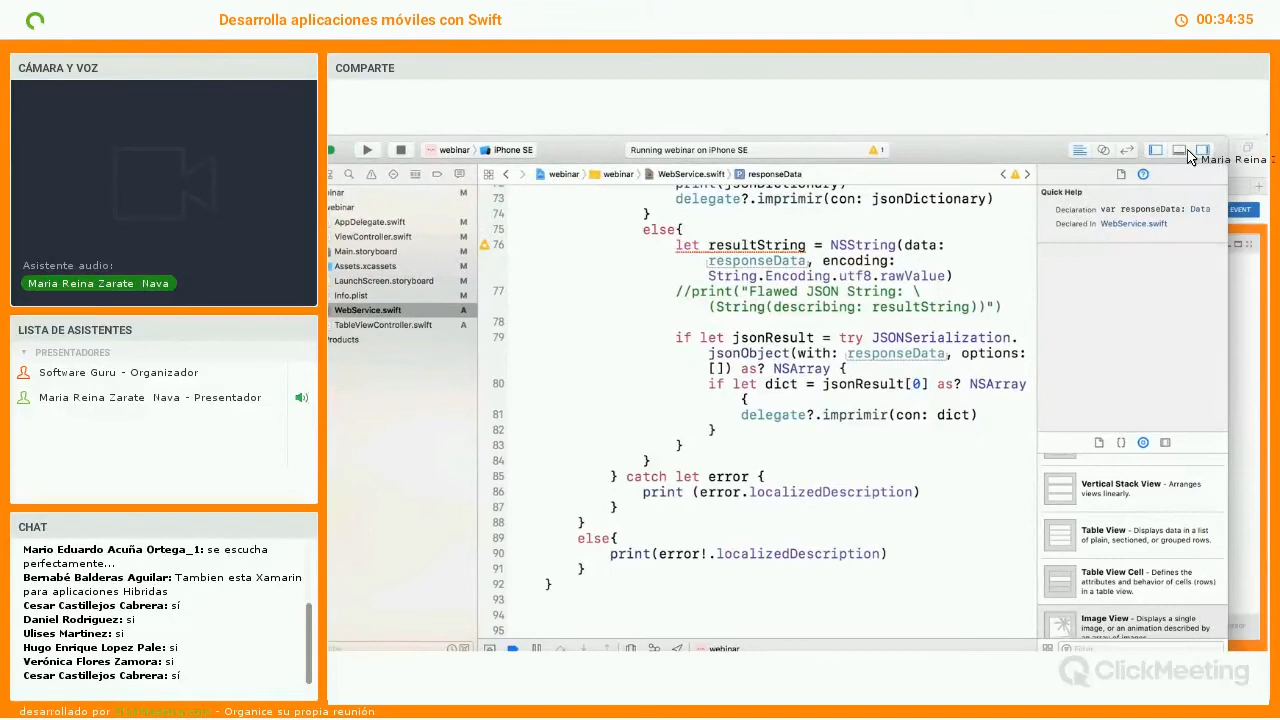 Desarrolla aplicaciones móviles con Swift
00:34:35
CÁMARA Y VOZ
Asistente audio:
Maria Reina Zarate Nava
LISTA DE ASISTENTES
PRESENTADORES
Software Guru - Organizador
Maria Reina Zarate Nava - Presentador
CHAT
Mario Eduardo Acuña Ortega_1: se escucha
perfectamente...
Bernabé Balderas Aguilar: Tambien esta Xamarin
para aplicaciones Hibridas
Cesar Castillejos Cabrera: sí
Daniel Rodriguez: si
Ulises Martinez: si
Hugo Enrique Lopez Pale: si
Verónica Flores Zamora: si
Cesar Castillejos Cabrera: sí
COMPARTE
webinar iPhone SE
Running webinar on iPhone SE
1
Maria Reina
EVENT
webinar webinar WebService.swift responseData
AppDelegate.swift M
ViewController.swift M
Main.storyboard M
Assets.xcassets M
LaunchScreen.storyboard M
Info.plist M
WebService.swift A
TableViewController.swift A
73 delegate?.imprimir(con: jsonDictionary)
74 }
75 else{
76 let resultString = NSString(data:
responseData, encoding:
String.Encoding.utf8.rawValue)
77 //print("Flawed JSON String: \
(String(describing: resultString))")
78
79 if let jsonResult = try JSONSerialization.
jsonObject(with: responseData, options:
[]) as? NSArray {
80 if let dict = jsonResult[0] as? NSArray
{
81 delegate?.imprimir(con: dict)
82 }
83 }
84 }
85 } catch let error {
86 print (error.localizedDescription)
87 }
88 }
89 else{
90 print(error!.localizedDescription)
91 }
92 }
93
94
95
webinar
Quick Help
Declaration var responseData: Data
Declared in WebService.swift
Vertical Stack View - Arranges
views linearly.
Table View - Displays data in a list
of plain, sectioned, or grouped rows.
Table View Cell - Defines the
attributes and behavior of cells (rows)
in a table view.
Image View - Displays a single
image, or an animation described by
an array of images.
Filter
ClickMeeting
desarrollado por ClickMeeting.com - Organice su propia reunión